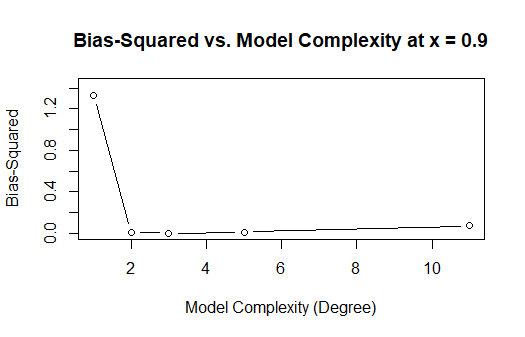 Bias-Squared vs. Model Complexity at x = 0.9
Bias-Squared
1.2
0.8
0.4
0.0
2 4 6 8 10
Model Complexity (Degree)